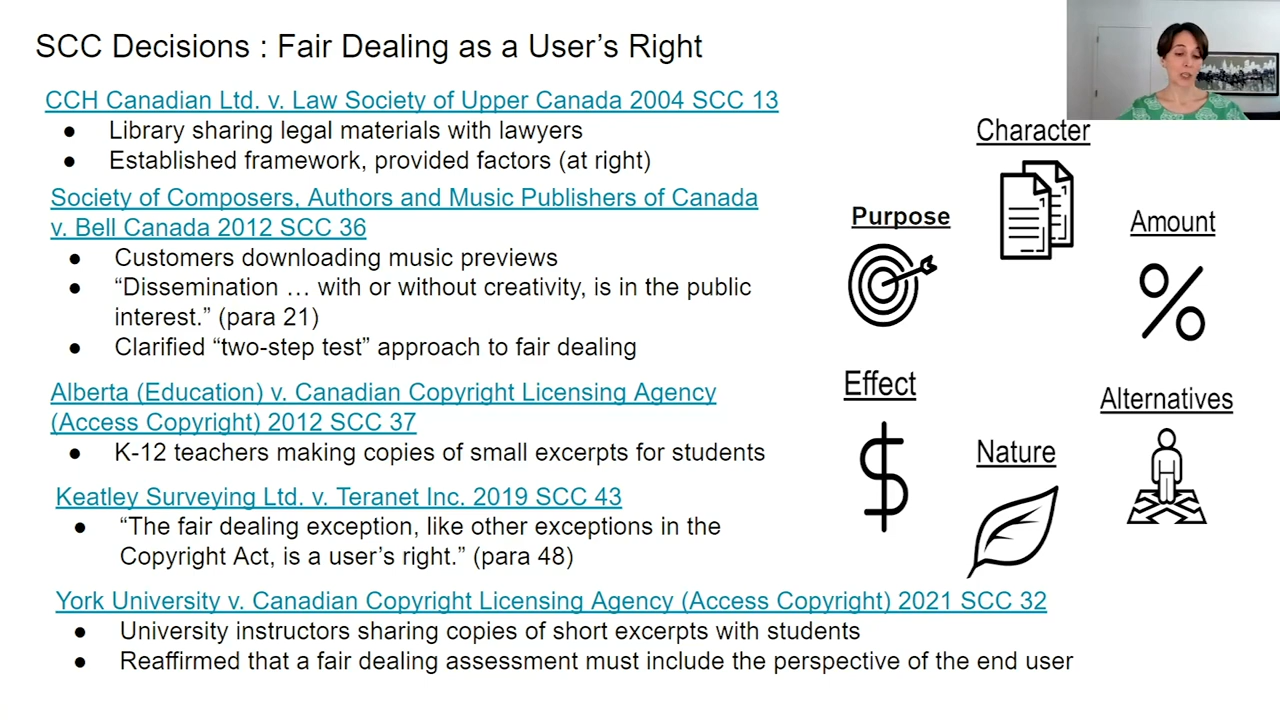 SCC Decisions : Fair Dealing as a User's Right
CCH Canadian Ltd. v. Law Society of Upper Canada 2004 SCC 13
● Library sharing legal materials with lawyers
● Established framework, provided factors (at right)
Society of Composers, Authors and Music Publishers of Canada
v. Bell Canada 2012 SCC 36
● Customers downloading music previews
● “Dissemination … with or without creativity, is in the public
interest.” (para 21)
● Clarified “two-step test” approach to fair dealing
Alberta (Education) v. Canadian Copyright Licensing Agency
(Access Copyright) 2012 SCC 37
● K-12 teachers making copies of small excerpts for students
Keatley Surveying Ltd. v. Teranet Inc. 2019 SCC 43
● “The fair dealing exception, like other exceptions in the
Copyright Act, is a user's right.” (para 48)
York University v. Canadian Copyright Licensing Agency (Access Copyright) 2021 SCC 32
● University instructors sharing copies of short excerpts with students
● Reaffirmed that a fair dealing assessment must include the perspective of the end user
Character
Purpose
Amount
%
Effect
$
Alternatives
Nature